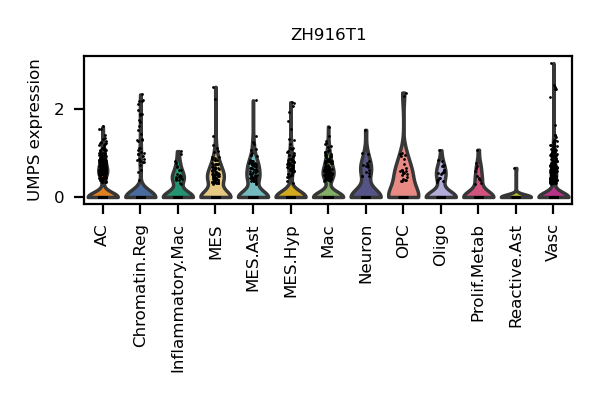 ZH916T1
UMPS expression
2
0
AC
Chromatin.Reg
Inflammatory.Mac
MES
MES.Ast
MES.Hyp
Mac
Neuron
OPC
Oligo
Prolif.Metab
Reactive.Ast
Vasc